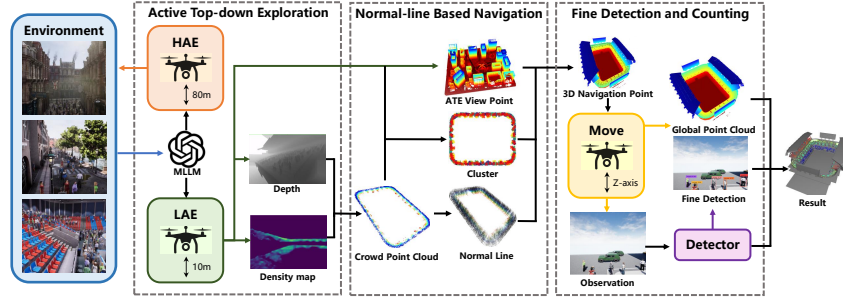 Active Top-down Exploration
Normal-line Based Navigation
Fine Detection and Counting
Environment
HAE
80m
MLLM
LAE
10m
Depth
Density map
ATE View Point
Cluster
Crowd Point Cloud
Normal Line
3D Navigation Point
Move
Z-axis
Observation
Global Point Cloud
Fine Detection
Detector
Result